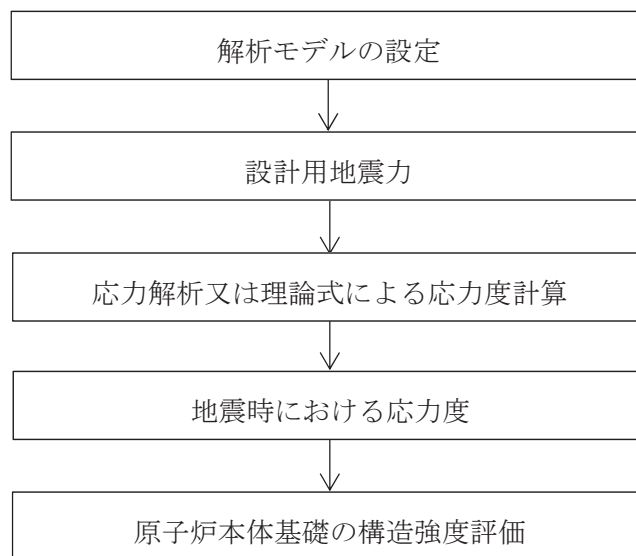 解析モデルの設定
設計用地震力
応力解析又は理論式による応力度計算
地震時における応力度
原子炉本体基礎の構造強度評価